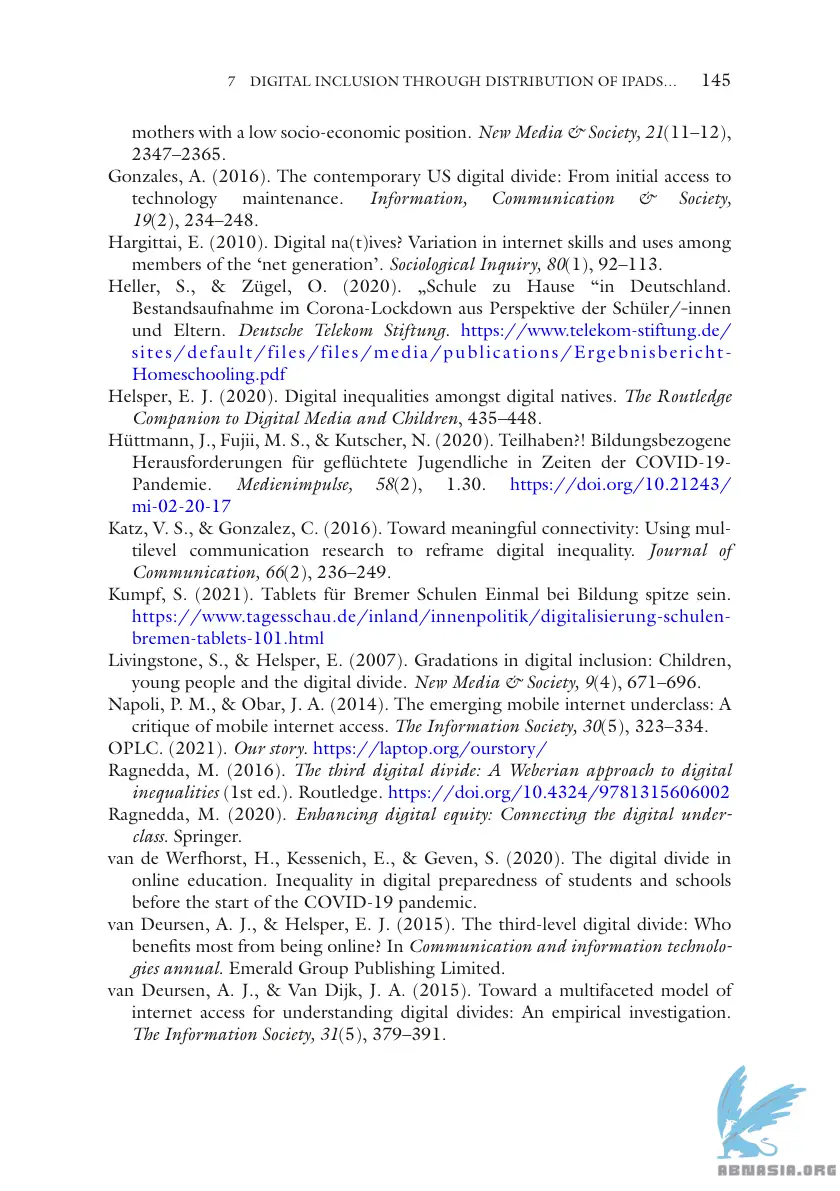 7 DIGITAL INCLUSION THROUGH DISTRIBUTION OF IPADS… 145
mothers with a low socio-economic position. New Media & Society, 21(11–12),
2347–2365.
Gonzales, A. (2016). The contemporary US digital divide: From initial access to
technology maintenance. Information, Communication & Society,
19(2), 234–248.
Hargittai, E. (2010). Digital na(t)ives? Variation in internet skills and uses among
members of the ‘net generation’. Sociological Inquiry, 80(1), 92–113.
Heller, S., & Zügel, O. (2020). „Schule zu Hause “in Deutschland.
Bestandsaufnahme im Corona-Lockdown aus Perspektive der Schüler/-innen
und Eltern. Deutsche Telekom Stiftung. https://www.telekom-stiftung.de/
sites/default/files/files/media/publications/Ergebnisbericht-
Homeschooling.pdf
Helsper, E. J. (2020). Digital inequalities amongst digital natives. The Routledge
Companion to Digital Media and Children, 435–448.
Hüttmann, J., Fujii, M. S., & Kutscher, N. (2020). Teilhaben?! Bildungsbezogene
Herausforderungen für geflüchtete Jugendliche in Zeiten der COVID-19-
Pandemie. Medienimpulse, 58(2), 1.30. https://doi.org/10.21243/
mi-02-20-17
Katz, V. S., & Gonzalez, C. (2016). Toward meaningful connectivity: Using mul-
tilevel communication research to reframe digital inequality. Journal of
Communication, 66(2), 236–249.
Kumpf, S. (2021). Tablets für Bremer Schulen Einmal bei Bildung spitze sein.
https://www.tagesschau.de/inland/innenpolitik/digitalisierung-schulen-
bremen-tablets-101.html
Livingstone, S., & Helsper, E. (2007). Gradations in digital inclusion: Children,
young people and the digital divide. New Media & Society, 9(4), 671–696.
Napoli, P. M., & Obar, J. A. (2014). The emerging mobile internet underclass: A
critique of mobile internet access. The Information Society, 30(5), 323–334.
OPLC. (2021). Our story. https://laptop.org/ourstory/
Ragnedda, M. (2016). The third digital divide: A Weberian approach to digital
inequalities (1st ed.). Routledge. https://doi.org/10.4324/9781315606002
Ragnedda, M. (2020). Enhancing digital equity: Connecting the digital under-
class. Springer.
van de Werfhorst, H., Kessenich, E., & Geven, S. (2020). The digital divide in
online education. Inequality in digital preparedness of students and schools
before the start of the COVID-19 pandemic.
van Deursen, A. J., & Helsper, E. J. (2015). The third-level digital divide: Who
benefits most from being online? In Communication and information technolo-
gies annual. Emerald Group Publishing Limited.
van Deursen, A. J., & Van Dijk, J. A. (2015). Toward a multifaceted model of
internet access for understanding digital divides: An empirical investigation.
The Information Society, 31(5), 379–391.
ABNASIA.ORG